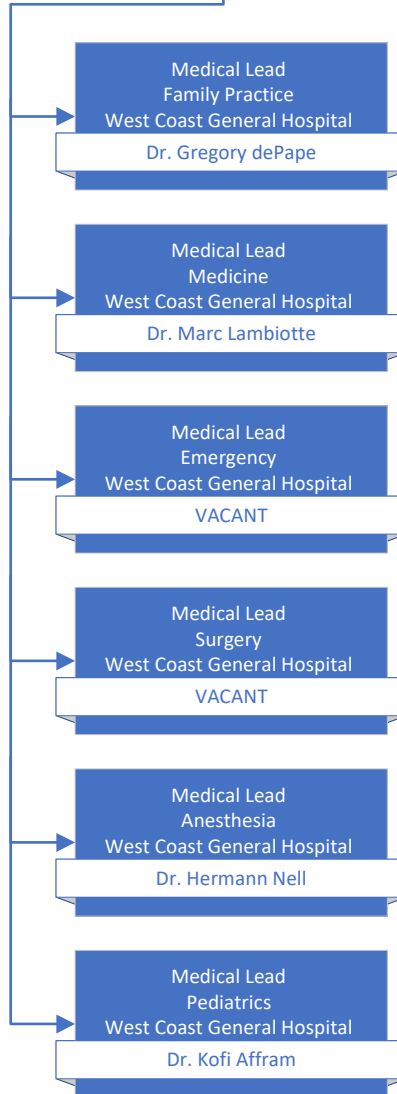 Medical Lead
Family Practice
West Coast General Hospital
Dr. Gregory dePape
Medical Lead
Medicine
West Coast General Hospital
Dr. Marc Lambiotte
Medical Lead
Emergency
West Coast General Hospital
VACANT
Medical Lead
Surgery
West Coast General Hospital
VACANT
Medical Lead
Anesthesia
West Coast General Hospital
Dr. Hermann Nell
Medical Lead
Pediatrics
West Coast General Hospital
Dr. Kofi Affram